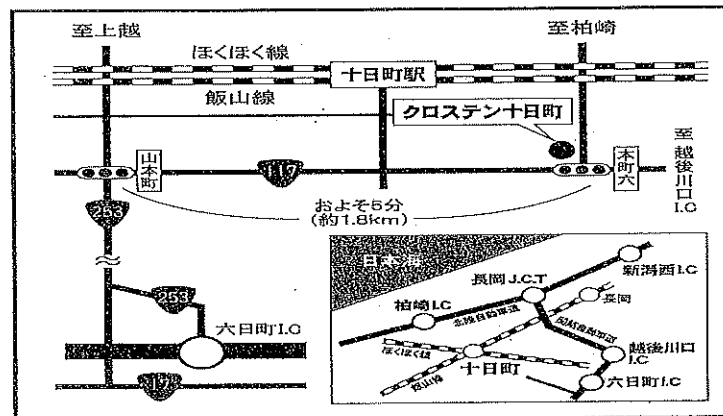 至上越
至柏崎
ほくほく線
十日町駅
飯山線
クロステン十日町
山本町
117
本町六
至越後川口I.C
およそ5分
(約1.8km)
253
253
六日町I.C
日本海
長岡J.C.T
新潟西I.C
柏崎I.C
北陸自動車道
長岡
関越自動車道
ほくほく線
十日町
越後川口I.C
飯山線
六日町I.C